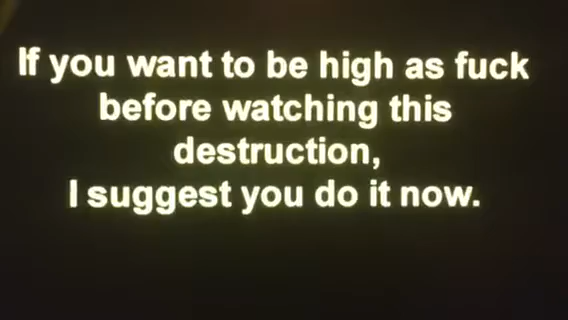 If you want to be high as fuck
before watching this
destruction,
I suggest you do it now.